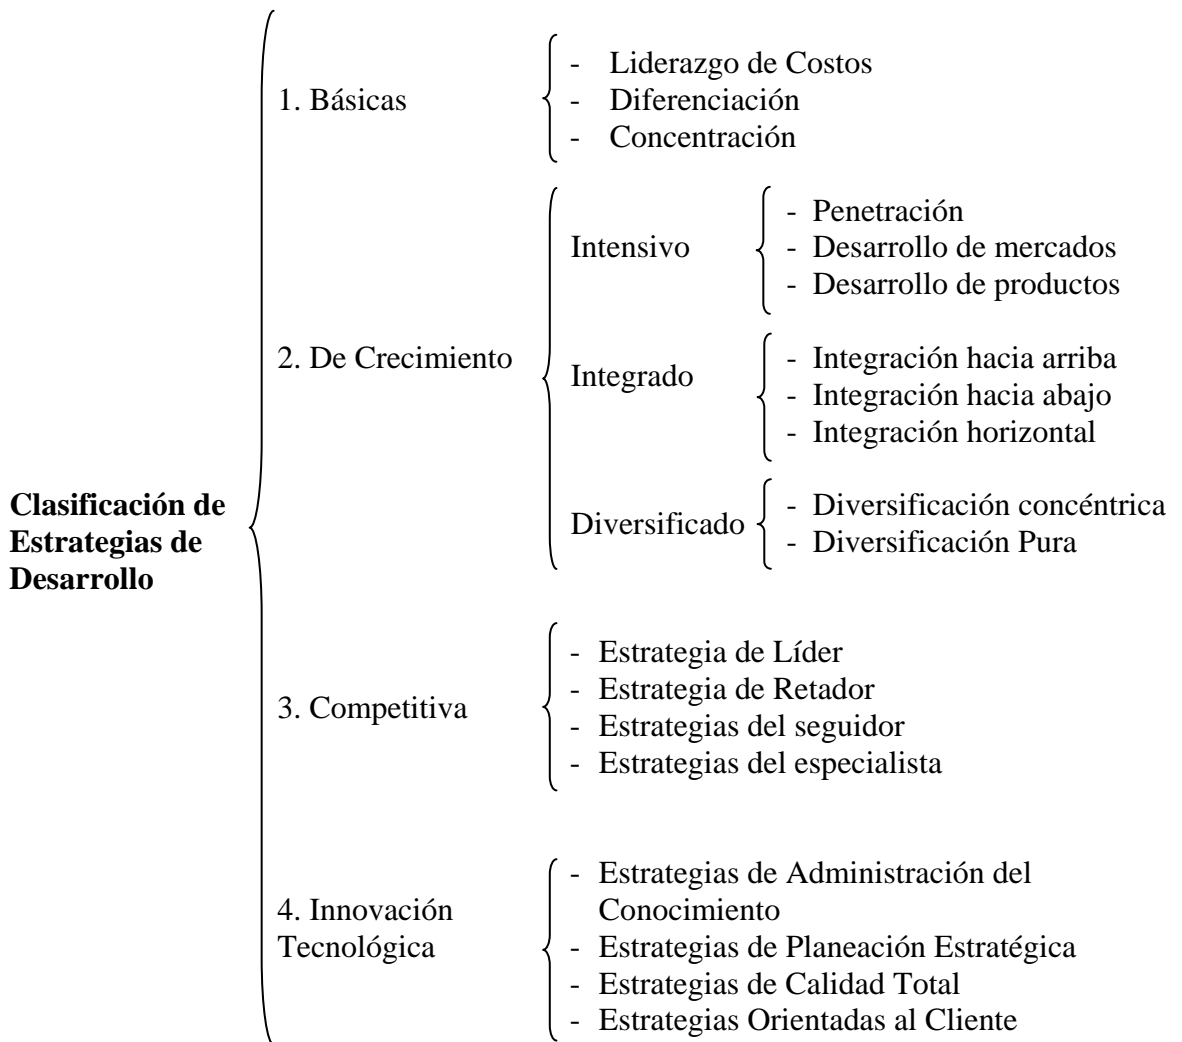 Clasificación de
Estrategias de
Desarrollo
1. Básicas
- Liderazgo de Costos
- Diferenciación
- Concentración
2. De Crecimiento
Intensivo
- Penetración
- Desarrollo de mercados
- Desarrollo de productos
Integrado
- Integración hacia arriba
- Integración hacia abajo
- Integración horizontal
Diversificado
- Diversificación concéntrica
- Diversificación Pura
3. Competitiva
- Estrategia de Líder
- Estrategia de Retador
- Estrategias del seguidor
- Estrategias del especialista
4. Innovación
Tecnológica
- Estrategias de Administración del
Conocimiento
- Estrategias de Planeación Estratégica
- Estrategias de Calidad Total
- Estrategias Orientadas al Cliente